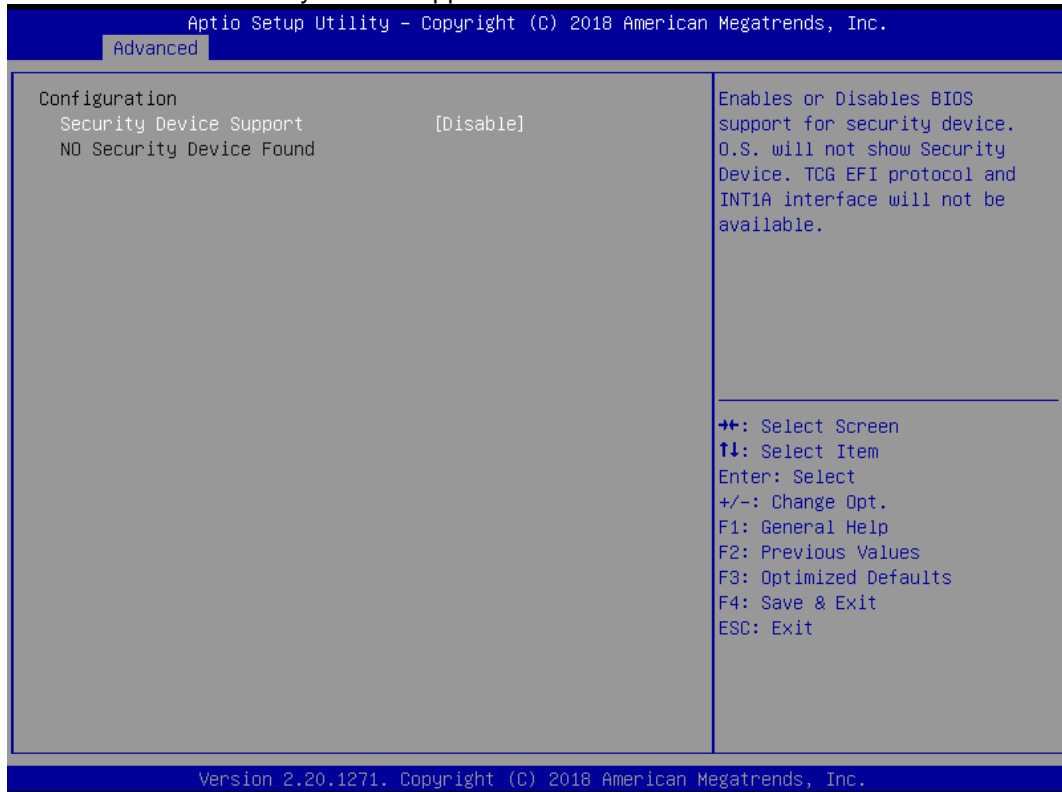 Aptio Setup Utility – Copyright (C) 2018 American Megatrends, Inc.
Advanced
Configuration
Security Device Support [Disable]
NO Security Device Found
Enables or Disables BIOS
support for security device.
O.S. will not show Security
Device. TCG EFI protocol and
INT1A interface will not be
available.
→←: Select Screen
↑↓: Select Item
Enter: Select
+/-: Change Opt.
F1: General Help
F2: Previous Values
F3: Optimized Defaults
F4: Save & Exit
ESC: Exit
Version 2.20.1271. Copyright (C) 2018 American Megatrends, Inc.